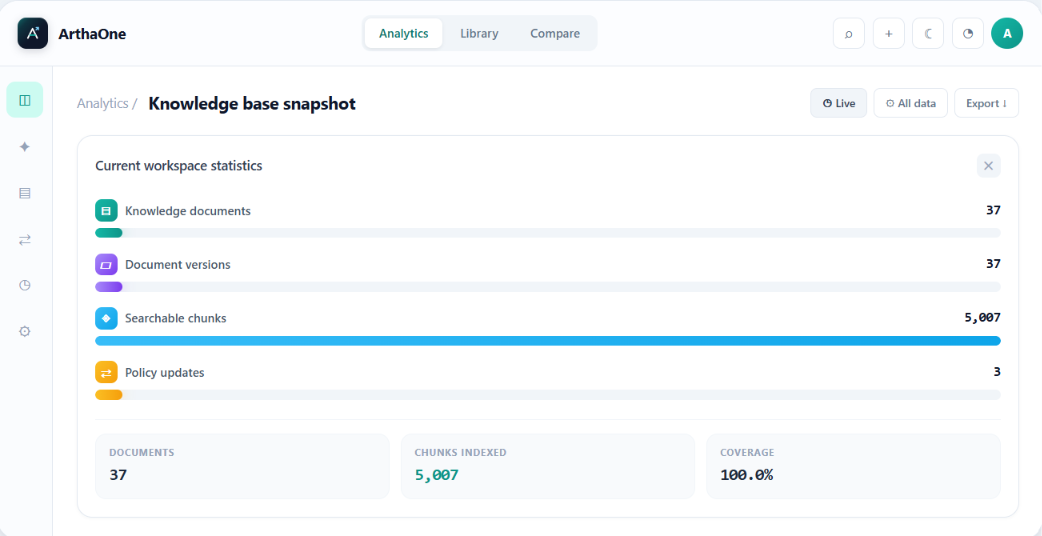 ArthaOne
Analytics Library Compare
A
Analytics / Knowledge base snapshot
Live All data Export ↓
Current workspace statistics
Knowledge documents 37
Document versions 37
Searchable chunks 5,007
Policy updates 3
DOCUMENTS CHUNKS INDEXED COVERAGE
37 5,007 100.0%